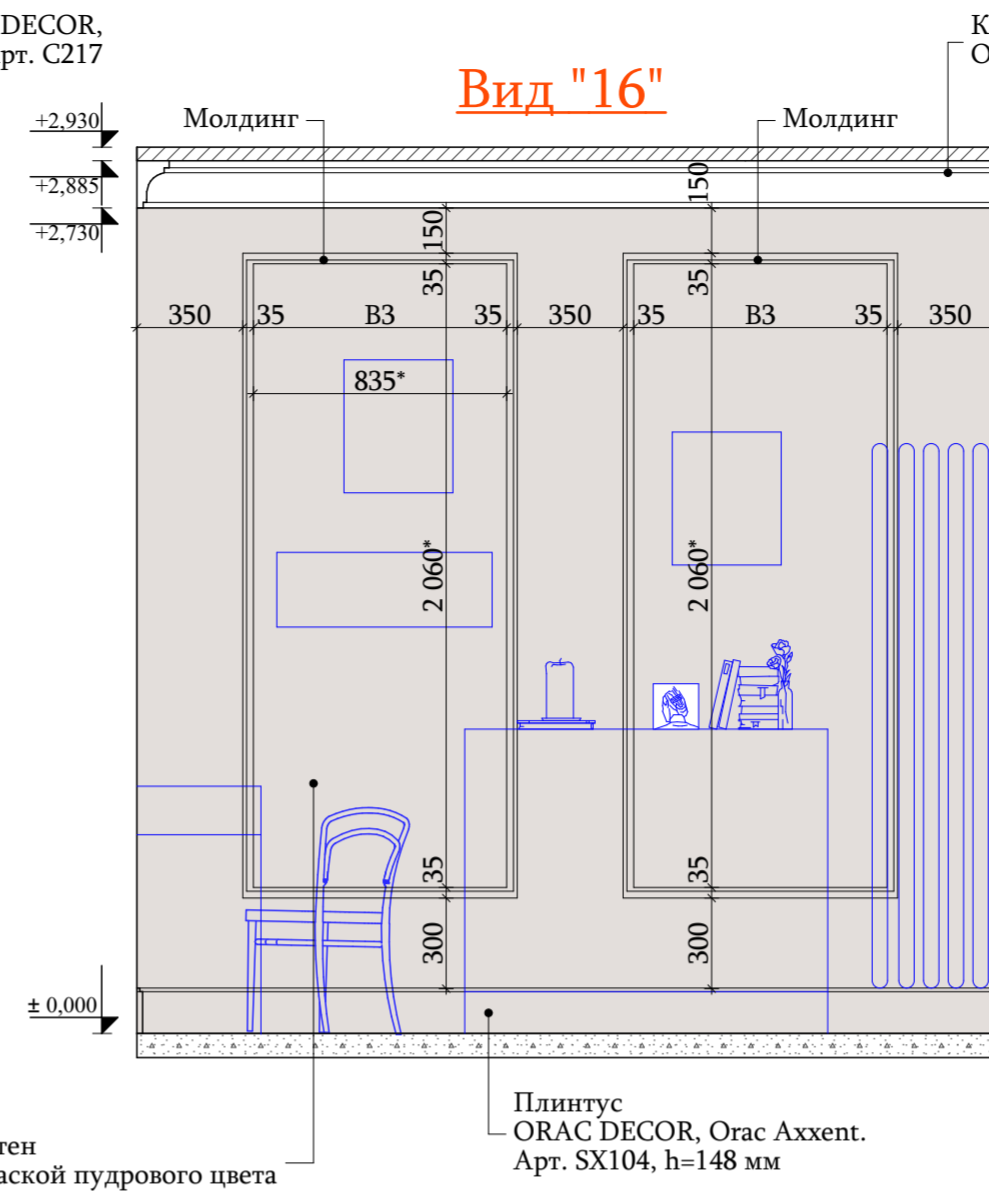 DECOR,
рт. C217
К
О
Вид "16"
+2,930
Молдинг
Молдинг
+2,885
150
+2,730
150
35
35
350
35
В3
35
350
35
В3
35
350
835*
2 060*
2 060*
35
35
300
300
± 0,000
Плинтус
ORAC DECOR, Orac Axxent.
Арт. SX104, h=148 мм
тен
аской пудрового цвета